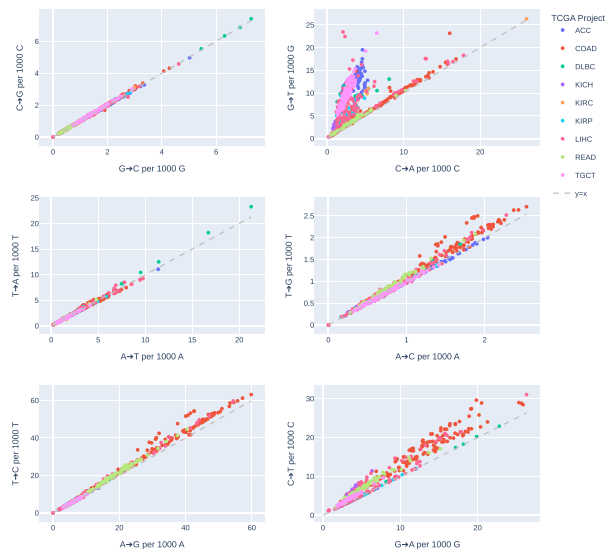 TCGA Project
ACC
COAD
DLBC
KICH
KIRC
KIRP
LIHC
READ
TGCT
y=x
C➔G per 1000 C
6
4
2
0
0 2 4 6
G➔C per 1000 G
G➔T per 1000 G
25
20
15
10
5
0
0 10 20
C➔A per 1000 C
T➔A per 1000 T
25
20
15
10
5
0
0 5 10 15 20
A➔T per 1000 A
T➔G per 1000 T
2.5
2
1.5
1
0.5
0
0 1 2
A➔C per 1000 A
T➔C per 1000 T
60
40
20
0
0 20 40 60
A➔G per 1000 A
C➔T per 1000 C
30
20
10
0
0 10 20
G➔A per 1000 G